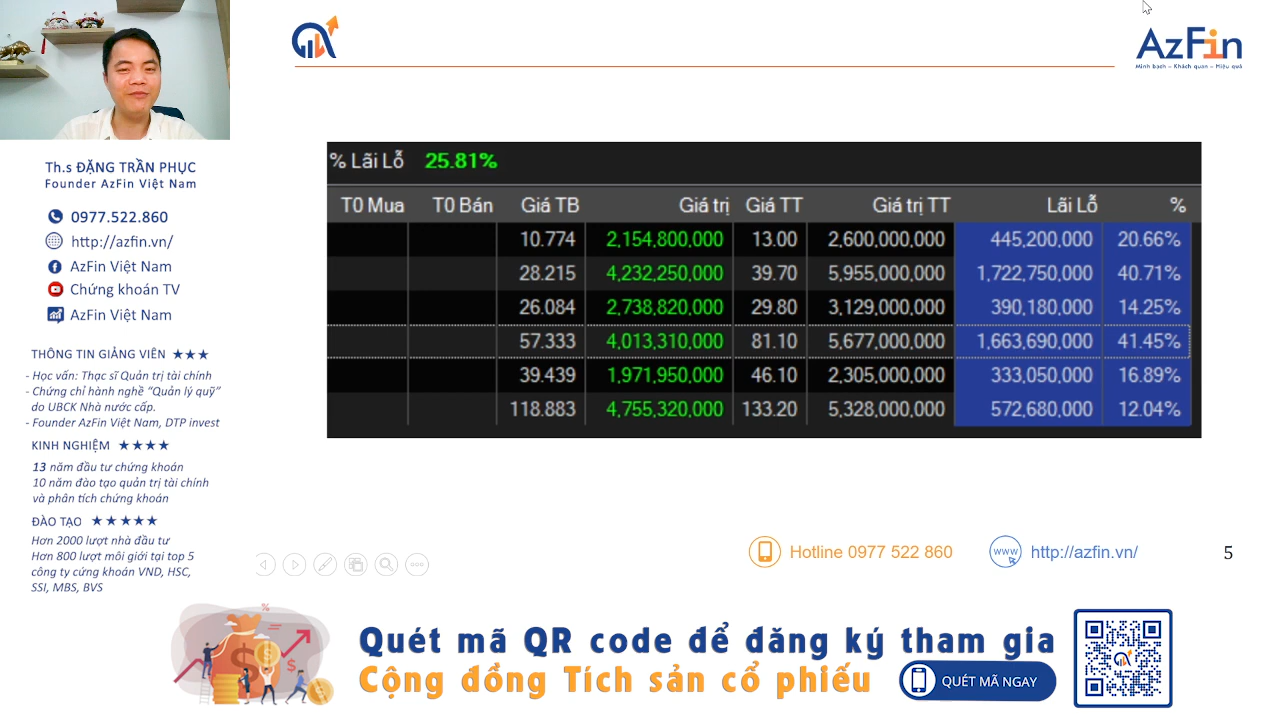 AzFin
Minh bạch – Khách quan – Hiệu quả
Th.s ĐẶNG TRẦN PHỤC
Founder AzFin Việt Nam
0977.522.860
http://azfin.vn/
AzFin Việt Nam
Chứng khoán TV
AzFin Việt Nam
THÔNG TIN GIẢNG VIÊN ★★★
- Học vấn: Thạc sĩ Quản trị tài chính
- Chứng chỉ hành nghề “Quản lý quỹ”
do UBCK Nhà nước cấp.
- Founder AzFin Việt Nam, DTP invest
KINH NGHIỆM ★★★★
13 năm đầu tư chứng khoán
10 năm đào tạo quản trị tài chính
và phân tích chứng khoán
ĐÀO TẠO ★★★★★
Hơn 2000 lượt nhà đầu tư
Hơn 800 lượt môi giới tại top 5
công ty cứng khoán VND, HSC,
SSI, MBS, BVS
% Lãi Lỗ 25.81%
T0 Mua T0 Bán Giá TB Giá trị Giá TT Giá trị TT Lãi Lỗ %
10.774 2,154,800,000 13.00 2,600,000,000 445,200,000 20.66%
28.215 4,232,250,000 39.70 5,955,000,000 1,722,750,000 40.71%
26.084 2,738,820,000 29.80 3,129,000,000 390,180,000 14.25%
57.333 4,013,310,000 81.10 5,677,000,000 1,663,690,000 41.45%
39.439 1,971,950,000 46.10 2,305,000,000 333,050,000 16.89%
118.883 4,755,320,000 133.20 5,328,000,000 572,680,000 12.04%
Hotline 0977 522 860
www http://azfin.vn/
5
Quét mã QR code để đăng ký tham gia
Cộng đồng Tích sản cổ phiếu
QUÉT MÃ NGAY